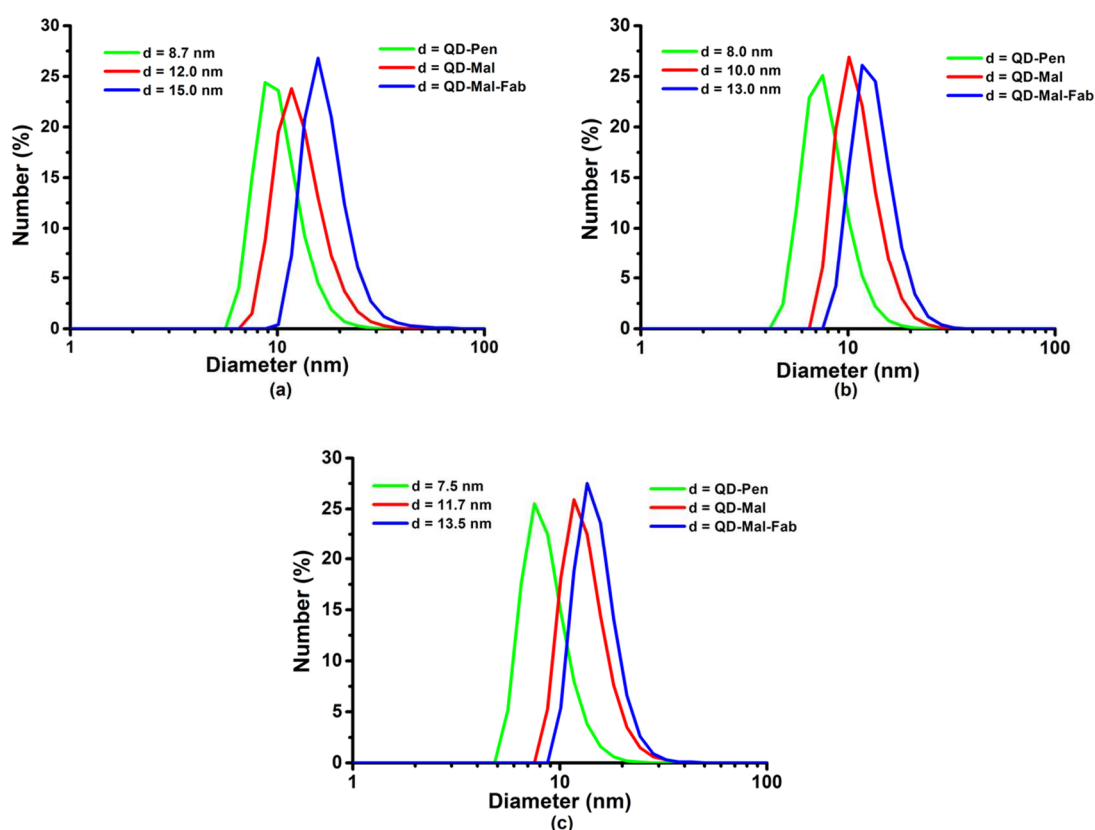 30
25
20
15
10
5
0
Number (%)
d = 8.7 nm
d = 12.0 nm
d = 15.0 nm
d = QD-Pen
d = QD-Mal
d = QD-Mal-Fab
1
10
100
Diameter (nm)
(a)
30
25
20
15
10
5
0
Number (%)
d = 8.0 nm
d = 10.0 nm
d = 13.0 nm
d = QD-Pen
d = QD-Mal
d = QD-Mal-Fab
1
10
100
Diameter (nm)
(b)
30
25
20
15
10
5
0
Number (%)
d = 7.5 nm
d = 11.7 nm
d = 13.5 nm
d = QD-Pen
d = QD-Mal
d = QD-Mal-Fab
1
10
100
Diameter (nm)
(c)